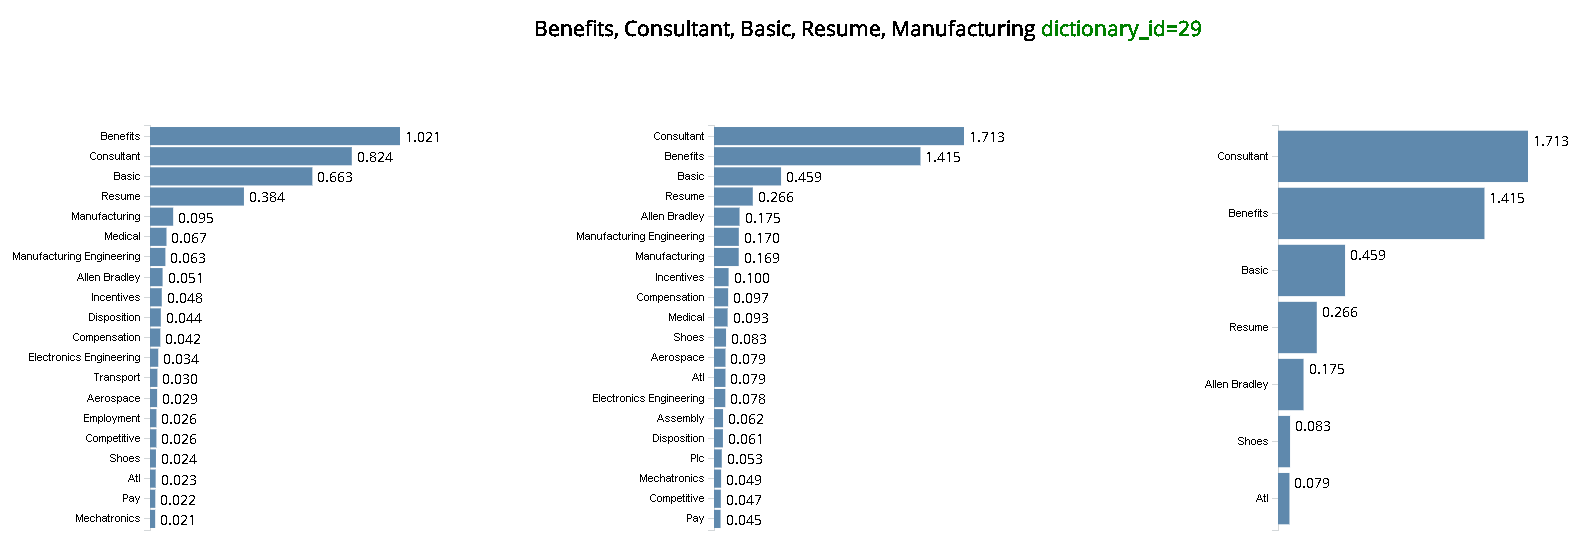 Benefits, Consultant, Basic, Resume, Manufacturing dictionary_id=29
Benefits 1.021
Consultant 0.824
Basic 0.663
Resume 0.384
Manufacturing 0.095
Medical 0.067
Manufacturing Engineering 0.063
Allen Bradley 0.051
Incentives 0.048
Disposition 0.044
Compensation 0.042
Electronics Engineering 0.034
Transport 0.030
Aerospace 0.029
Employment 0.026
Competitive 0.026
Shoes 0.024
Atl 0.023
Pay 0.022
Mechatronics 0.021
Consultant 1.713
Benefits 1.415
Basic 0.459
Resume 0.266
Allen Bradley 0.175
Manufacturing Engineering 0.170
Manufacturing 0.169
Incentives 0.100
Compensation 0.097
Medical 0.093
Shoes 0.083
Aerospace 0.079
Atl 0.079
Electronics Engineering 0.078
Assembly 0.062
Disposition 0.061
Plc 0.053
Mechatronics 0.049
Competitive 0.047
Pay 0.045
Consultant 1.713
Benefits 1.415
Basic 0.459
Resume 0.266
Allen Bradley 0.175
Shoes 0.083
Atl 0.079